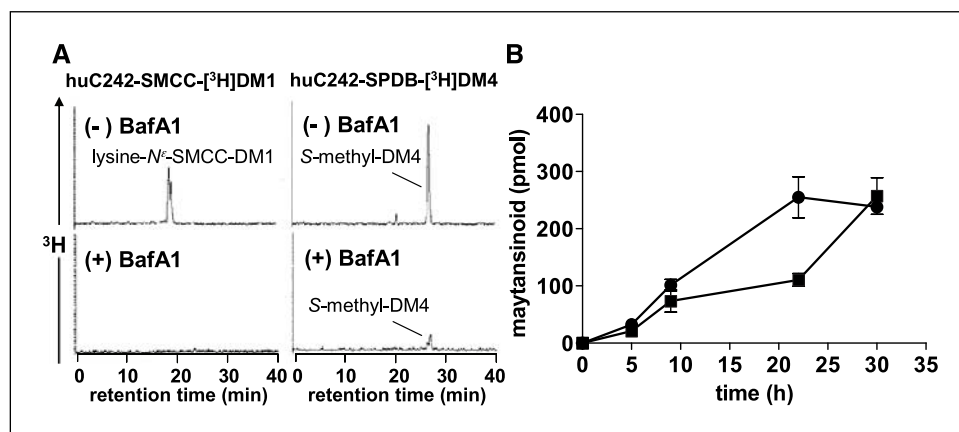 A
huC242-SMCC-[³H]DM1
huC242-SPDB-[³H]DM4
(-) BafA1
lysine-Nᵋ-SMCC-DM1
(-) BafA1
S-methyl-DM4
³H
(+) BafA1
(+) BafA1
S-methyl-DM4
0 10 20 30 40
retention time (min)
0 10 20 30 40
retention time (min)
B
maytansinoid (pmol)
400
300
200
100
0
0 5 10 15 20 25 30 35
time (h)